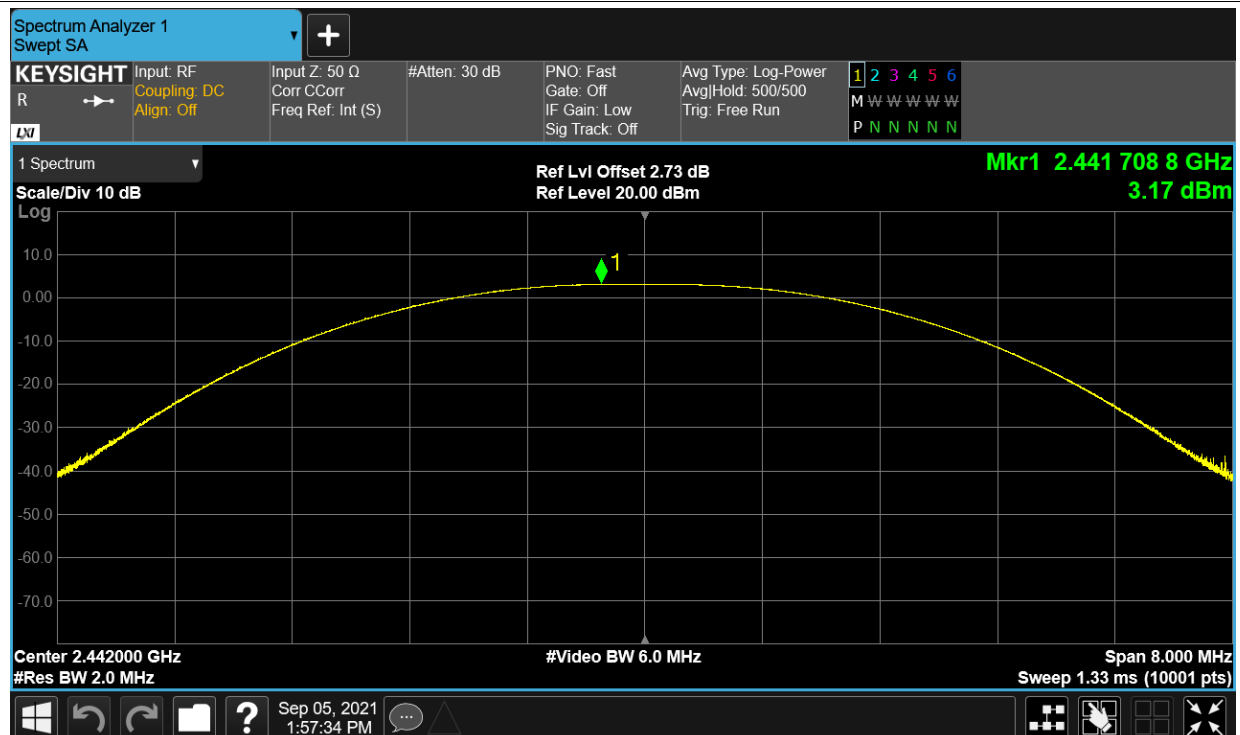 Spectrum Analyzer 1
Swept SA
KEYSIGHT
R
LXI
Input: RF
Coupling: DC
Align: Off
Input Z: 50 Ω
Corr CCorr
Freq Ref: Int (S)
#Atten: 30 dB
PNO: Fast
Gate: Off
IF Gain: Low
Sig Track: Off
Avg Type: Log-Power
Avg|Hold: 500/500
Trig: Free Run
1 2 3 4 5 6
M W W W W W
P N N N N N
1 Spectrum
Scale/Div 10 dB
Log
Ref Lvl Offset 2.73 dB
Ref Level 20.00 dBm
Mkr1 2.441 708 8 GHz
3.17 dBm
1
10.0
0.00
-10.0
-20.0
-30.0
-40.0
-50.0
-60.0
-70.0
Center 2.442000 GHz
#Res BW 2.0 MHz
#Video BW 6.0 MHz
Span 8.000 MHz
Sweep 1.33 ms (10001 pts)
?
Sep 05, 2021
1:57:34 PM